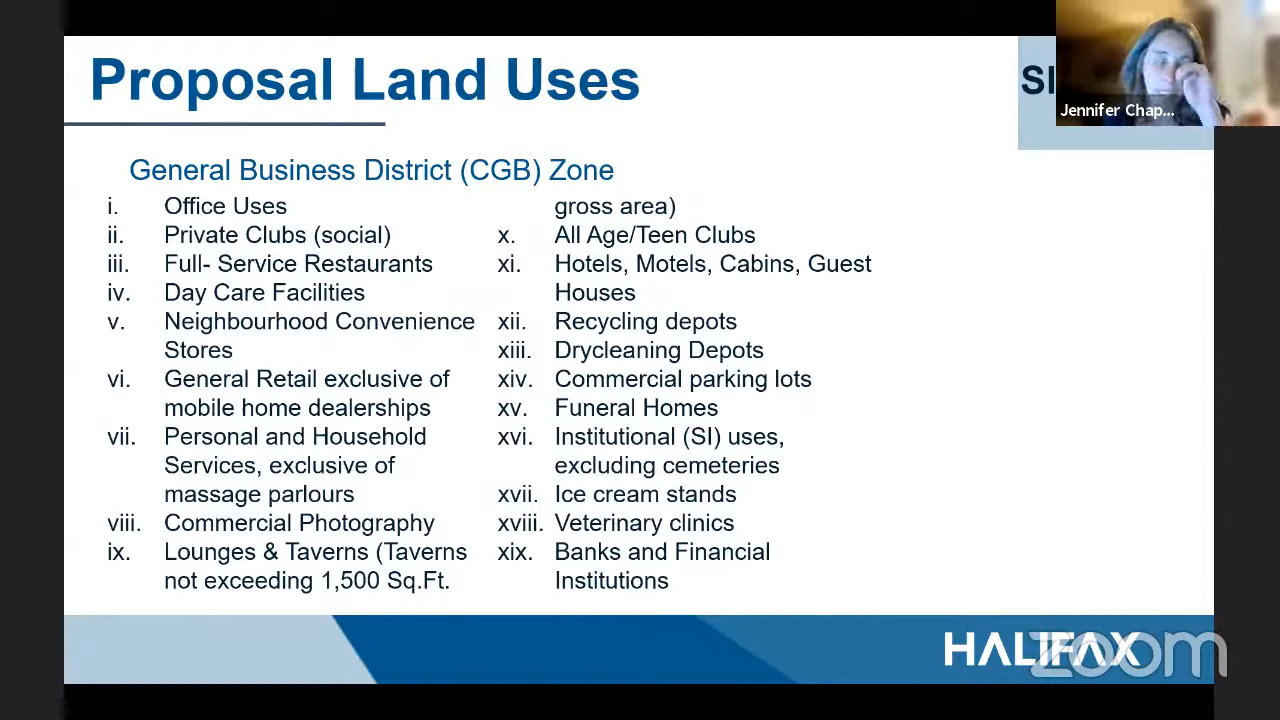 Proposal Land Uses
SI
Jennifer Chap...
General Business District (CGB) Zone
i. Office Uses
ii. Private Clubs (social)
iii. Full- Service Restaurants
iv. Day Care Facilities
v. Neighbourhood Convenience
Stores
vi. General Retail exclusive of
mobile home dealerships
vii. Personal and Household
Services, exclusive of
massage parlours
viii. Commercial Photography
ix. Lounges & Taverns (Taverns
not exceeding 1,500 Sq.Ft.
gross area)
x. All Age/Teen Clubs
xi. Hotels, Motels, Cabins, Guest
Houses
xii. Recycling depots
xiii. Drycleaning Depots
xiv. Commercial parking lots
xv. Funeral Homes
xvi. Institutional (SI) uses,
excluding cemeteries
xvii. Ice cream stands
xviii. Veterinary clinics
xix. Banks and Financial
Institutions
HALIFAX
zoom